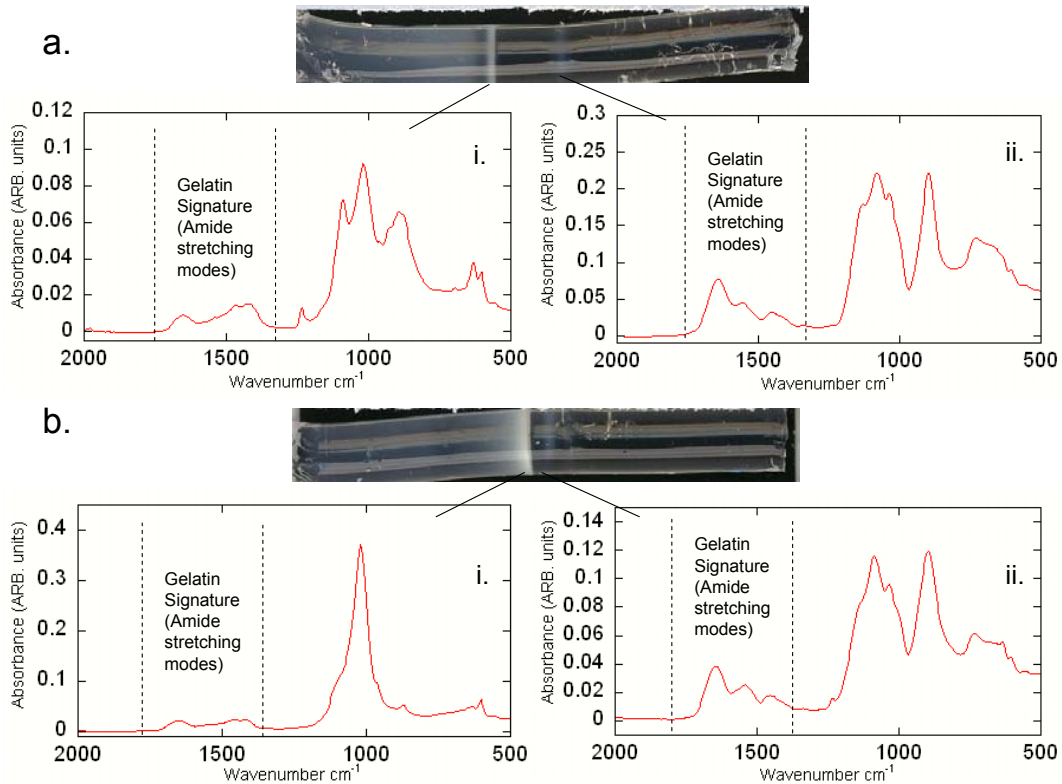 a.
0.12
0.1
0.08
0.06
0.04
0.02
0
Absorbance (ARB. units)
Gelatin
Signature
(Amide
stretching
modes)
i.
2000
1500
1000
500
Wavenumber cm⁻¹
0.3
0.25
0.2
0.15
0.1
0.05
0
Absorbance (ARB. units)
Gelatin
Signature
(Amide
stretching
modes)
ii.
2000
1500
1000
500
Wavenumber cm⁻¹
b.
0.4
0.3
0.2
0.1
0
Absorbance (ARB. units)
Gelatin
Signature
(Amide
stretching
modes)
i.
2000
1500
1000
500
Wavenumber cm⁻¹
0.14
0.12
0.1
0.08
0.06
0.04
0.02
0
Absorbance (ARB. units)
Gelatin
Signature
(Amide
stretching
modes)
ii.
2000
1500
1000
500
Wavenumber cm⁻¹